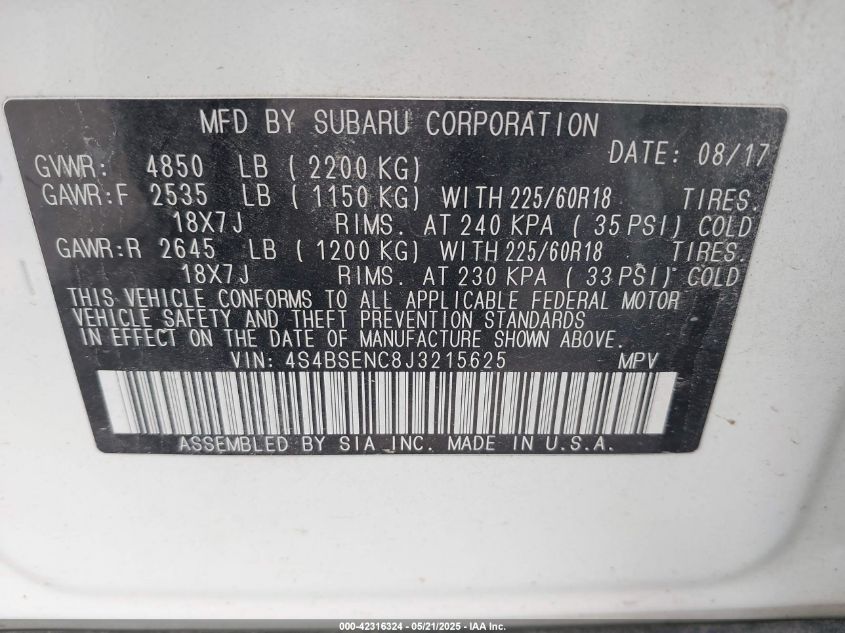 MFD BY SUBARU CORPORATION
DATE: 08/17
GVWR: 4850 LB ( 2200 KG)
GAWR:F 2535 LB ( 1150 KG) WITH 225/60R18 TIRES.
18X7J RIMS. AT 240 KPA ( 35 PSI) COLD
GAWR:R 2645 LB ( 1200 KG) WITH 225/60R18 TIRES.
18X7J RIMS. AT 230 KPA ( 33 PSI) COLD
THIS VEHICLE CONFORMS TO ALL APPLICABLE FEDERAL MOTOR
VEHICLE SAFETY AND THEFT PREVENTION STANDARDS
IN EFFECT ON THE DATE OF MANUFACTURE SHOWN ABOVE.
VIN: 4S4BSENC8J3215625 MPV
ASSEMBLED BY SIA INC. MADE IN U.S.A.
000-42316324 - 05/21/2025 - IAA Inc.